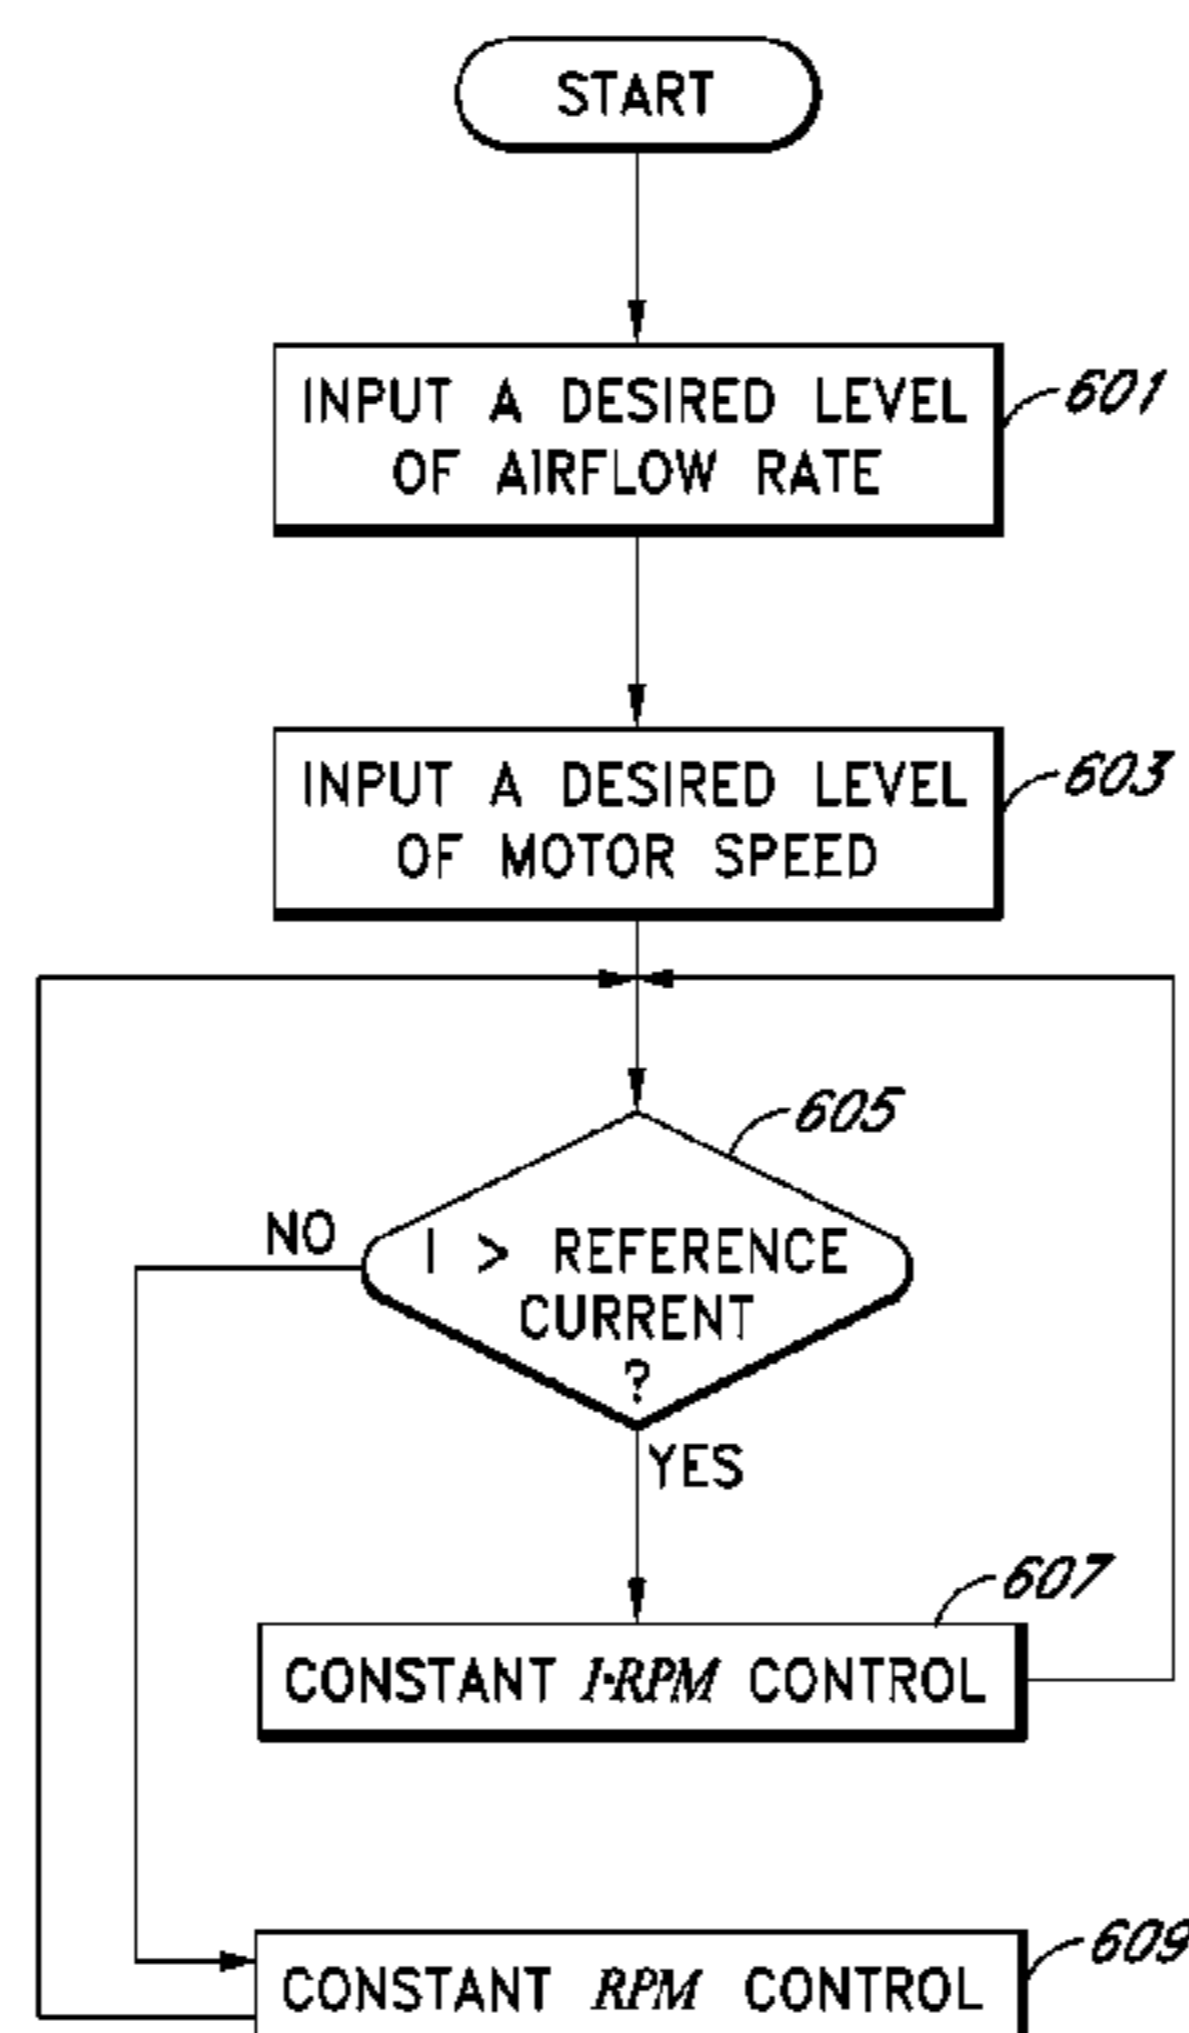 START
INPUT A DESIRED LEVEL
OF AIRFLOW RATE
601
INPUT A DESIRED LEVEL
OF MOTOR SPEED
603
605
NO
I > REFERENCE
CURRENT
?
YES
607
CONSTANT I·RPM CONTROL
609
CONSTANT RPM CONTROL